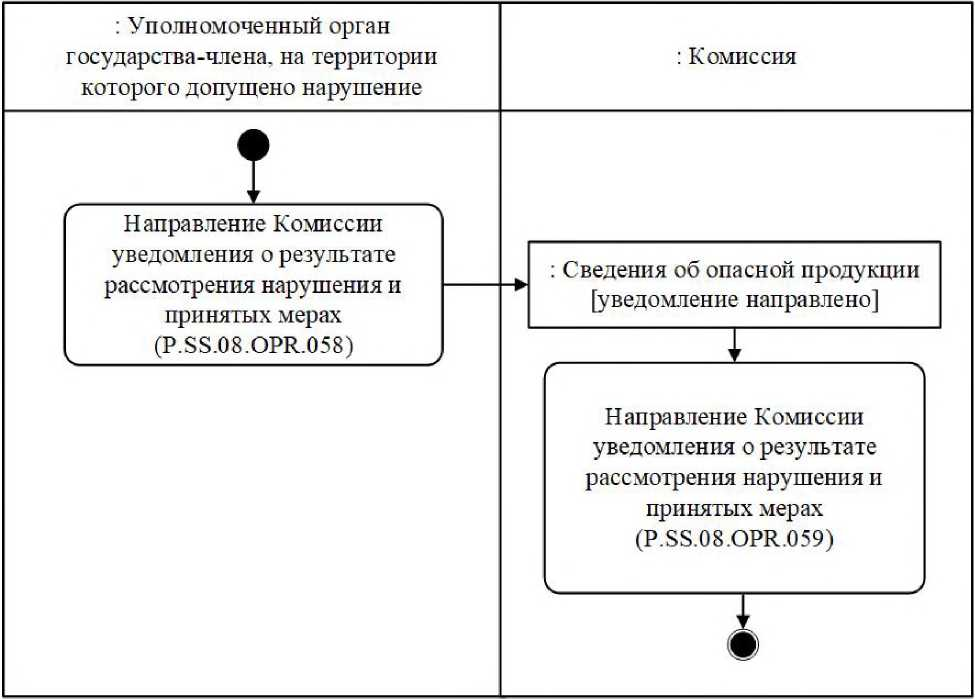 : Уполномоченный орган
государства-члена, на территории
которого допущено нарушение
: Комиссия
Направление Комиссии
уведомления о результате
рассмотрения нарушения и
принятых мерах
(P.SS.08.OPR.058)
: Сведения об опасной продукции
[уведомление направлено]
Направление Комиссии
уведомления о результате
рассмотрения нарушения и
принятых мерах
(P.SS.08.OPR.059)